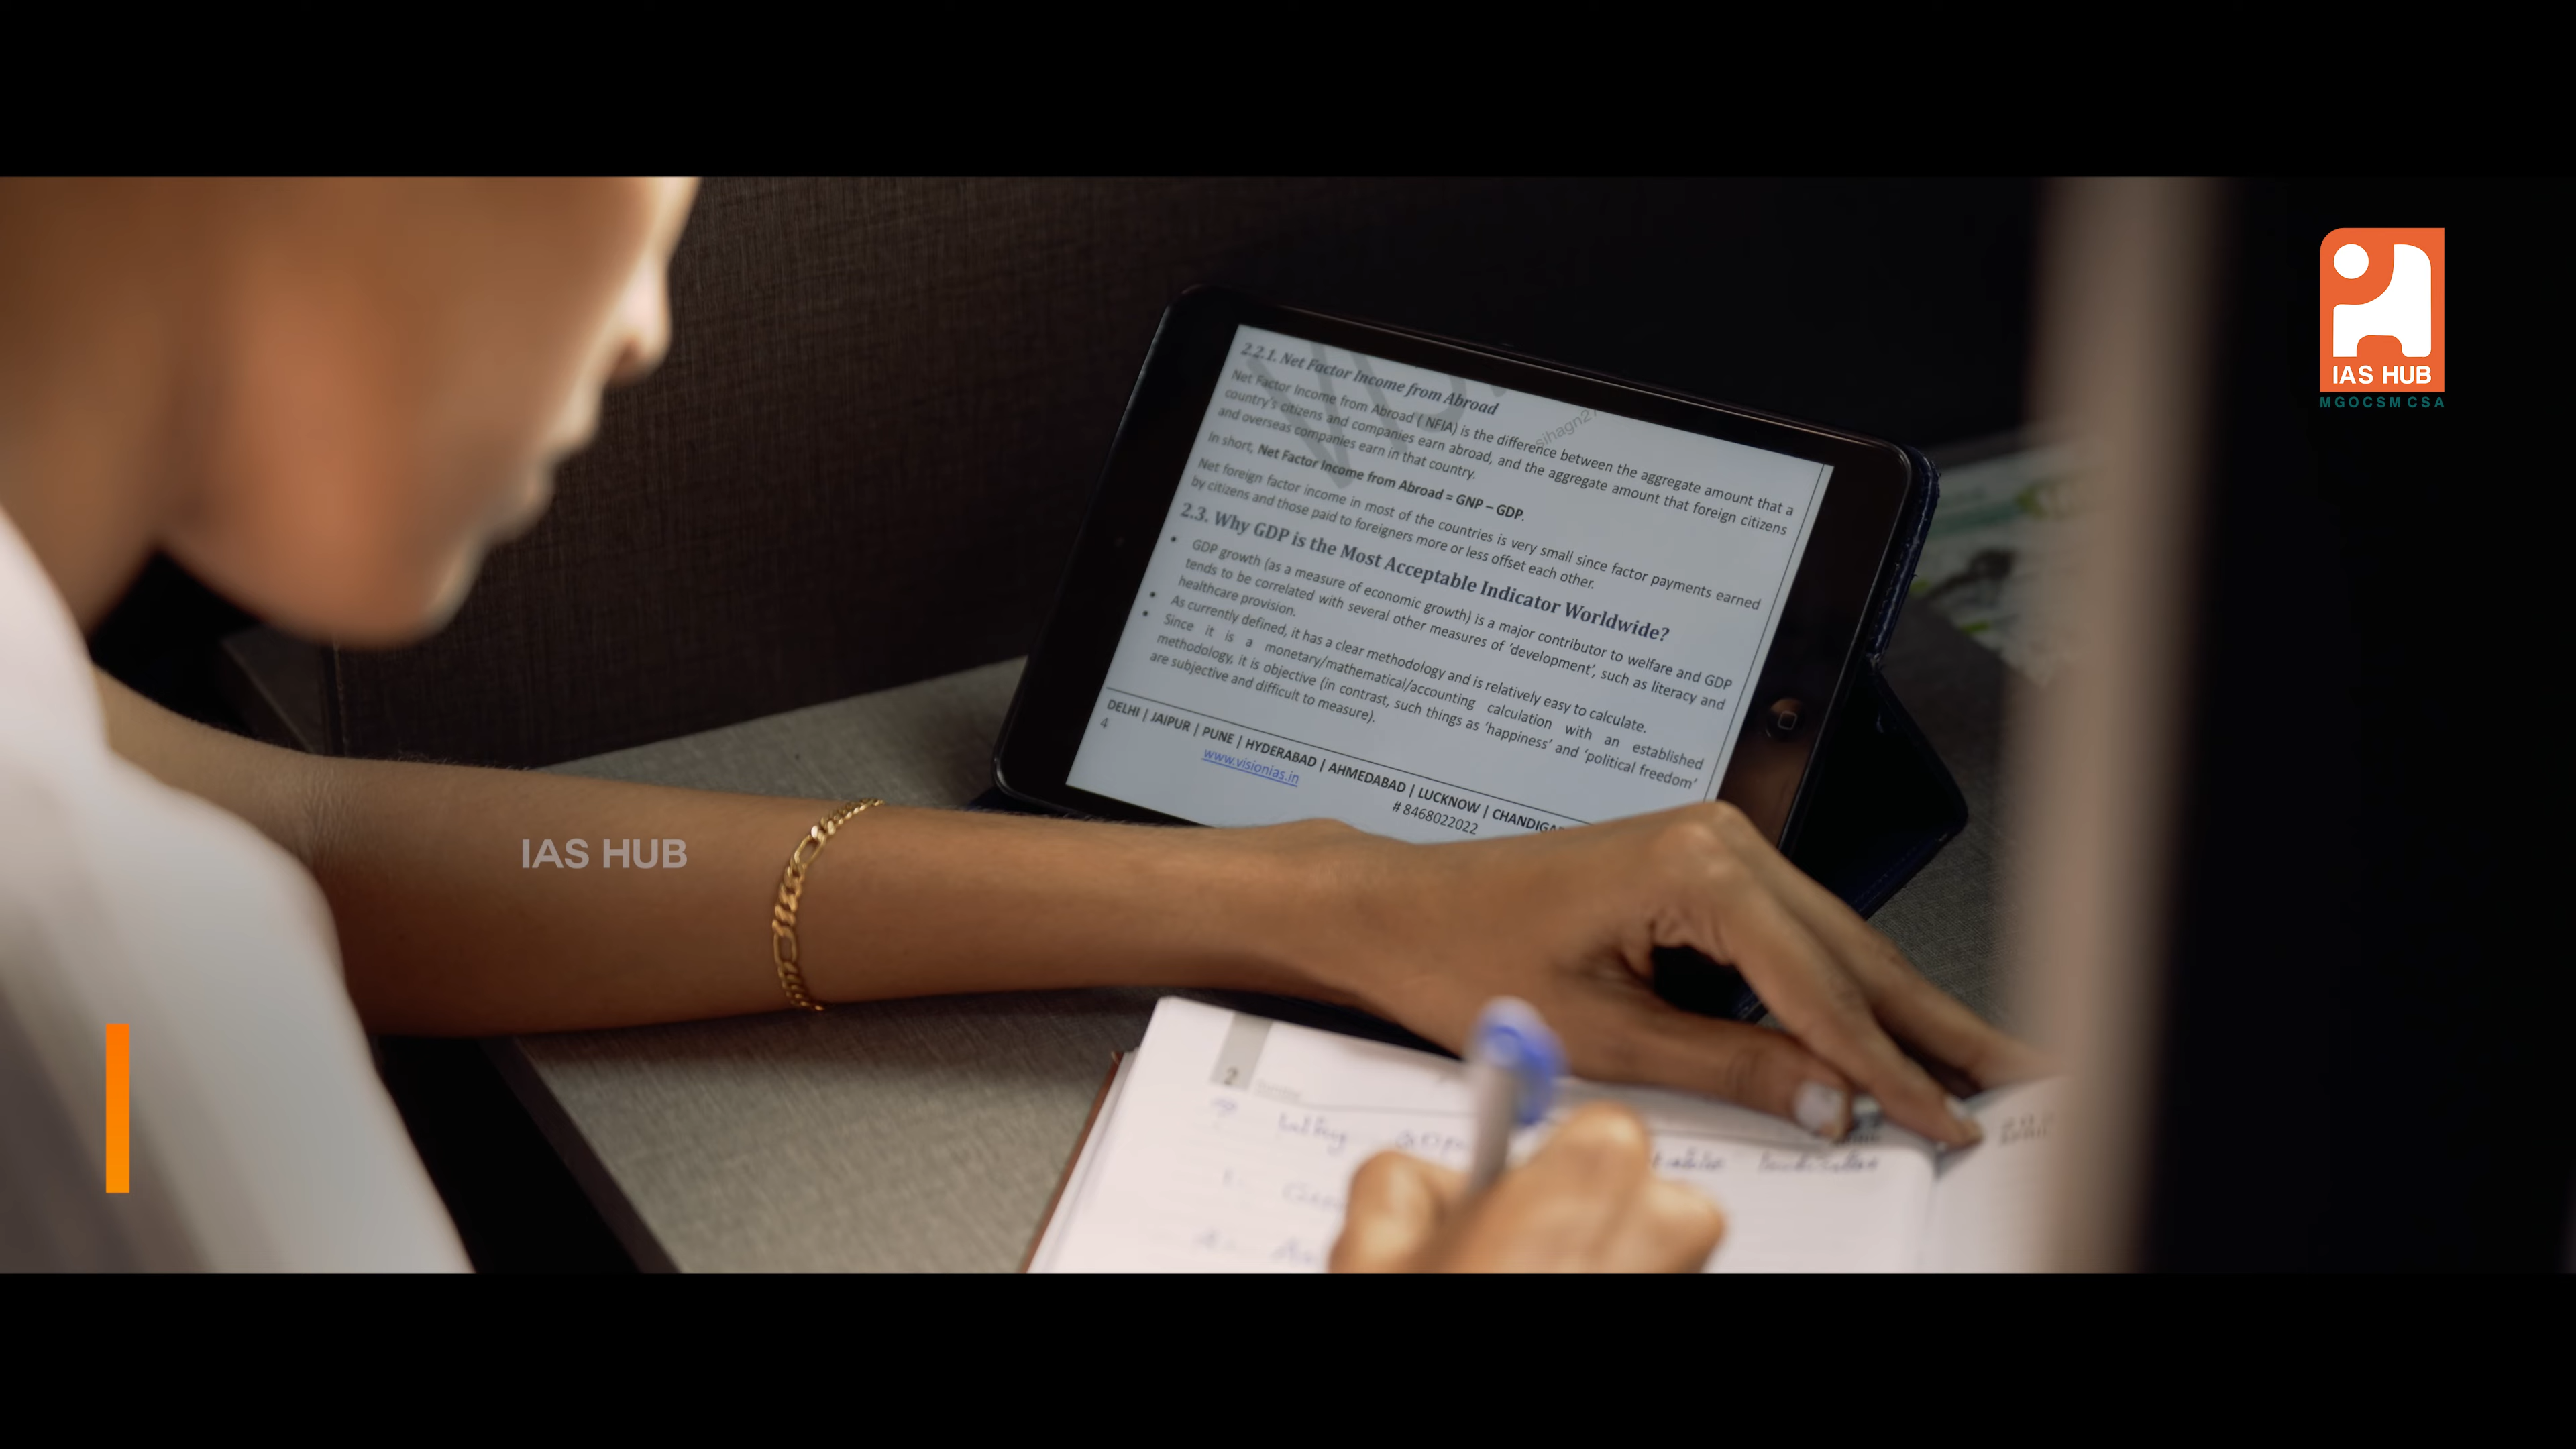 IAS HUB
MGOCSM CSA
2.2.1. Net Factor Income from Abroad
Net Factor Income from Abroad ( NFIA) is the difference between the aggregate amount that a
country's citizens and companies earn abroad, and the aggregate amount that foreign citizens
and overseas companies earn in that country.
In short, Net Factor Income from Abroad = GNP – GDP.
Net foreign factor income in most of the countries is very small since factor payments earned
by citizens and those paid to foreigners more or less offset each other.
2.3. Why GDP is the Most Acceptable Indicator Worldwide?
• GDP growth (as a measure of economic growth) is a major contributor to welfare and GDP
tends to be correlated with several other measures of 'development', such as literacy and
healthcare provision.
• As currently defined, it has a clear methodology and is relatively easy to calculate.
• Since it is a monetary/mathematical/accounting calculation with an established
methodology, it is objective (in contrast, such things as 'happiness' and 'political freedom'
are subjective and difficult to measure).
DELHI | JAIPUR | PUNE | HYDERABAD | AHMEDABAD | LUCKNOW |
4
www.visionias.in
# 8468022022
IAS HUB
2